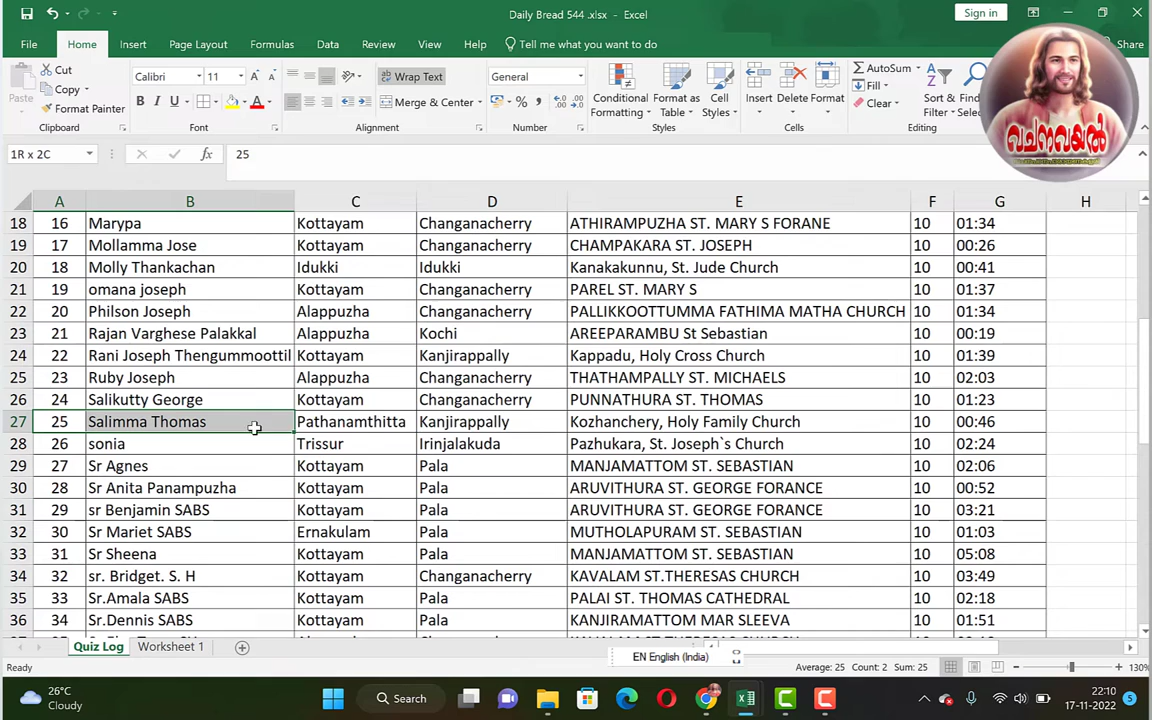 Daily Bread 544 .xlsx - Excel
Sign in
File Home Insert Page Layout Formulas Data Review View Help Tell me what you want to do Share
Paste Cut Copy Format Painter
Clipboard
Calibri 11
B I U
Font
Wrap Text
Merge & Center
Alignment
General
Number
Conditional Formatting Format as Table Cell Styles
Styles
Insert Delete Format
Cells
AutoSum Fill Clear
Sort & Filter
Editing
വചനവയൽ
1R x 2C fx 25
A B C D E F G H
18 16 Marypa Kottayam Changanacherry ATHIRAMPUZHA ST. MARY S FORANE 10 01:34
19 17 Mollamma Jose Kottayam Changanacherry CHAMPAKARA ST. JOSEPH 10 00:26
20 18 Molly Thankachan Idukki Idukki Kanakakunnu, St. Jude Church 10 00:41
21 19 omana joseph Kottayam Changanacherry PAREL ST. MARY S 10 01:37
22 20 Philson Joseph Alappuzha Changanacherry PALLIKKOOTTUMMA FATHIMA MATHA CHURCH 10 01:34
23 21 Rajan Varghese Palakkal Alappuzha Kochi AREEPARAMBU St Sebastian 10 00:19
24 22 Rani Joseph Thengummoottil Kottayam Kanjirappally Kappadu, Holy Cross Church 10 01:39
25 23 Ruby Joseph Alappuzha Changanacherry THATHAMPALLY ST. MICHAELS 10 02:03
26 24 Salikutty George Kottayam Changanacherry PUNNATHURA ST. THOMAS 10 01:23
27 25 Salimma Thomas Pathanamthitta Kanjirappally Kozhanchery, Holy Family Church 10 00:46
28 26 sonia Trissur Irinjalakuda Pazhukara, St. Joseph`s Church 10 02:24
29 27 Sr Agnes Kottayam Pala MANJAMATTOM ST. SEBASTIAN 10 02:06
30 28 Sr Anita Panampuzha Kottayam Pala ARUVITHURA ST. GEORGE FORANCE 10 00:52
31 29 sr Benjamin SABS Kottayam Pala ARUVITHURA ST. GEORGE FORANCE 10 03:21
32 30 Sr Mariet SABS Ernakulam Pala MUTHOLAPURAM ST. SEBASTIAN 10 01:03
33 31 Sr Sheena Kottayam Pala MANJAMATTOM ST. SEBASTIAN 10 05:08
34 32 sr. Bridget. S. H Kottayam Changanacherry KAVALAM ST.THERESAS CHURCH 10 03:49
35 33 Sr.Amala SABS Kottayam Pala PALAI ST. THOMAS CATHEDRAL 10 02:18
36 34 Sr.Dennis SABS Kottayam Pala KANJIRAMATTOM MAR SLEEVA 10 01:51
Quiz Log Worksheet 1
EN English (India)
Ready Average: 25 Count: 2 Sum: 25 130%
26°C
Cloudy
Search
22:10
17-11-2022
5